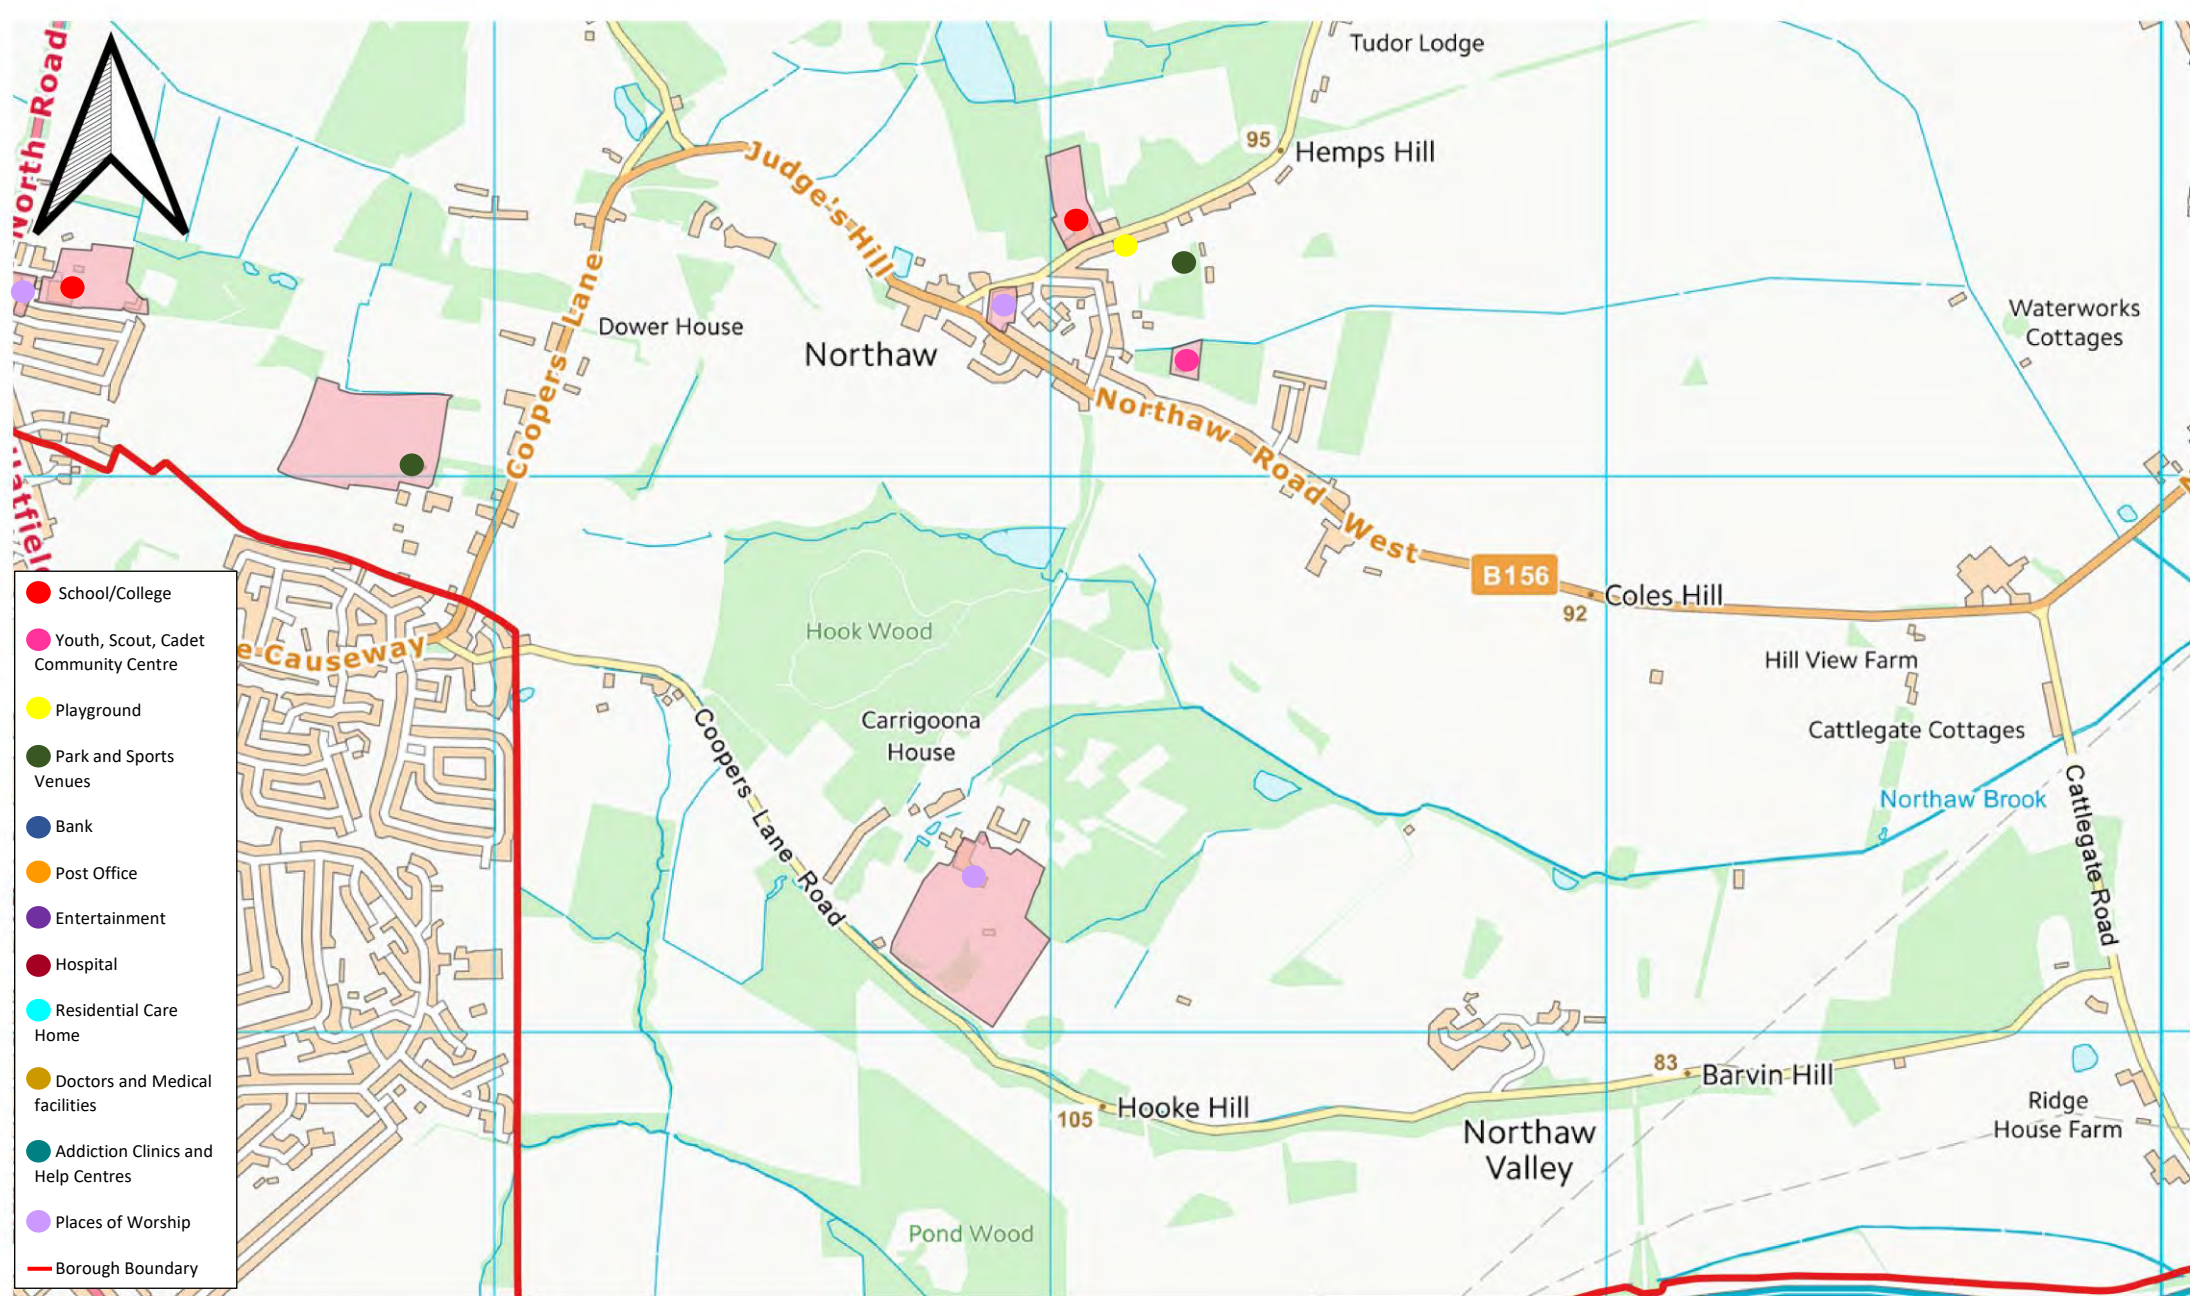 North Road
Tudor Lodge
95
Hemps Hill
Judge's Hill
Coopers Lane
Dower House
Northaw
Waterworks
Cottages
Northaw Road West
B156
Coles Hill
92
Hook Wood
Hill View Farm
Carrigoona
House
Cattlegate Cottages
Coopers Lane Road
Northaw Brook
Cattlegate Road
e Causeway
School/College
Youth, Scout, Cadet
Community Centre
Playground
Park and Sports
Venues
Bank
Post Office
Entertainment
Hospital
Residential Care
Home
Doctors and Medical
facilities
Addiction Clinics and
Help Centres
Places of Worship
Borough Boundary
83
Barvin Hill
105
Hooke Hill
Northaw
Valley
Ridge
House Farm
Pond Wood